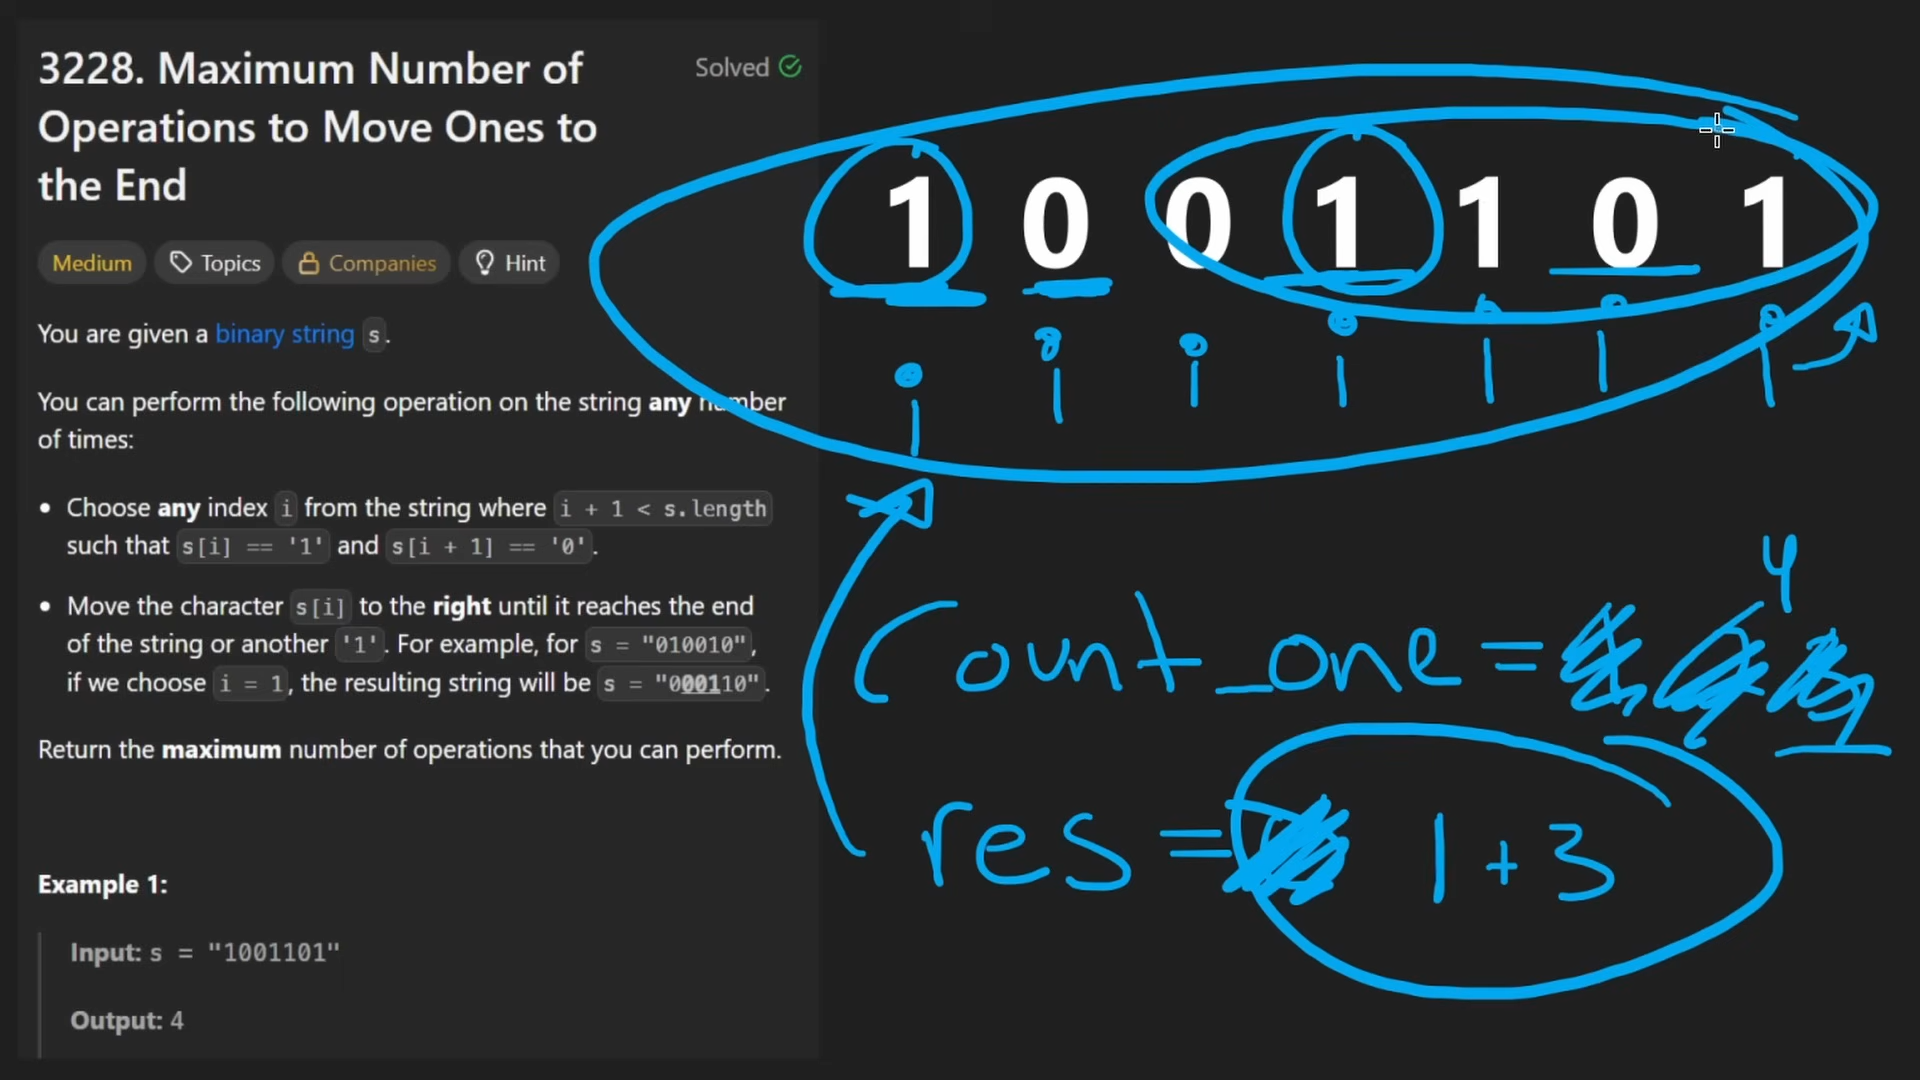 3228. Maximum Number of
Operations to Move Ones to
the End
Solved
Medium
Topics
Companies
Hint
You are given a binary string s.
You can perform the following operation on the string any number
of times:
• Choose any index i from the string where i + 1 < s.length
such that s[i] == '1' and s[i + 1] == '0'.
• Move the character s[i] to the right until it reaches the end
of the string or another '1'. For example, for s = "010010",
if we choose i = 1, the resulting string will be s = "000110".
Return the maximum number of operations that you can perform.
Example 1:
Input: s = "1001101"
Output: 4
1 0 0 1 1 0 1
i i i i i i i
4
Count_one =
res = 1 + 3